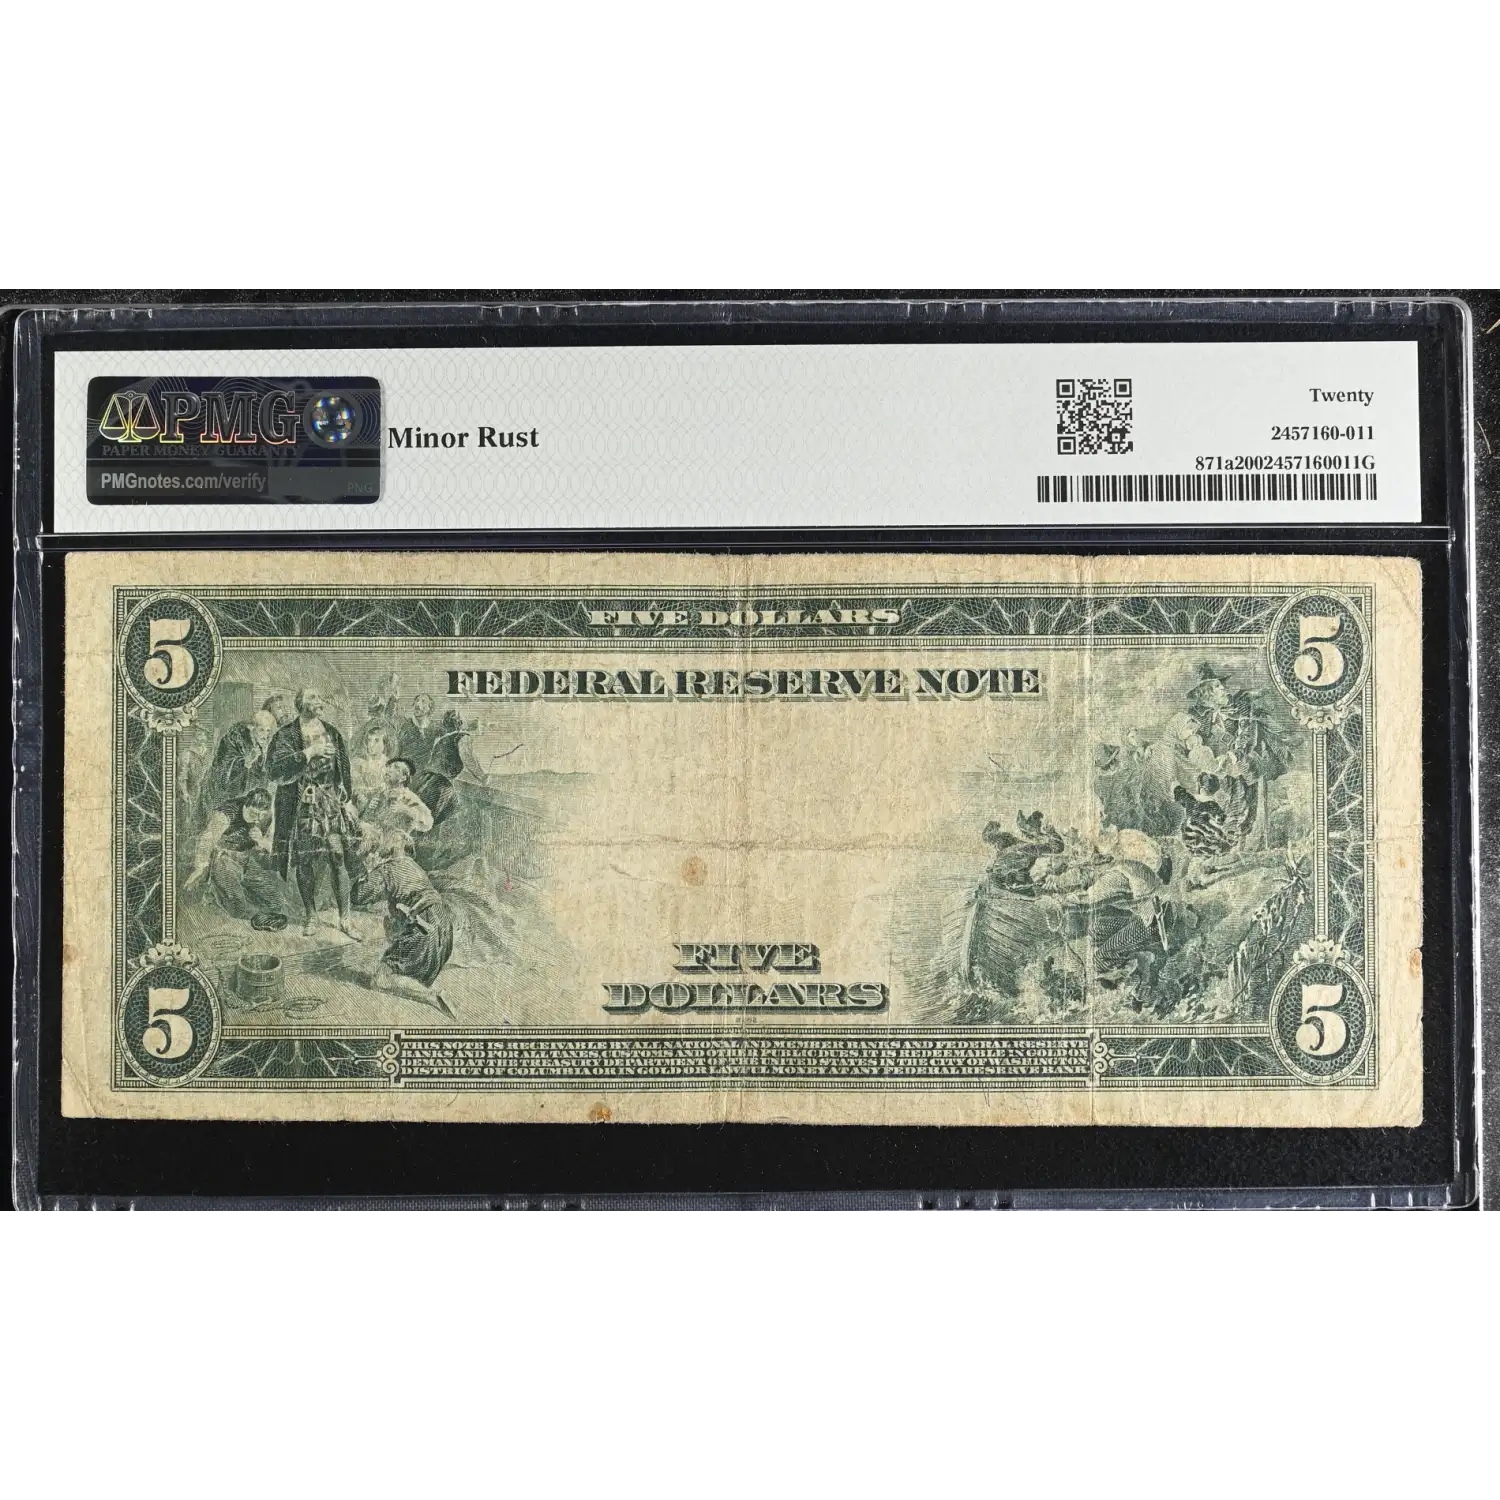 PMG
PAPER MONEY GUARANTY
PMGnotes.com/verify
PNG
Minor Rust
Twenty
2457160-011
871a2002457160011G
FIVE DOLLARS
5
5
FEDERAL RESERVE NOTE
FIVE
DOLLARS
5
5
THIS NOTE IS RECEIVABLE BY ALL NATIONAL AND MEMBER BANKS AND FEDERAL RESERVE
BANKS AND FOR ALL TAXES, CUSTOMS AND OTHER PUBLIC DUES. IT IS REDEEMABLE IN GOLD ON
DEMAND AT THE TREASURY DEPARTMENT OF THE UNITED STATES IN THE CITY OF WASHINGTON,
DISTRICT OF COLUMBIA OR IN GOLD OR LAWFUL MONEY AT ANY FEDERAL RESERVE BANK.